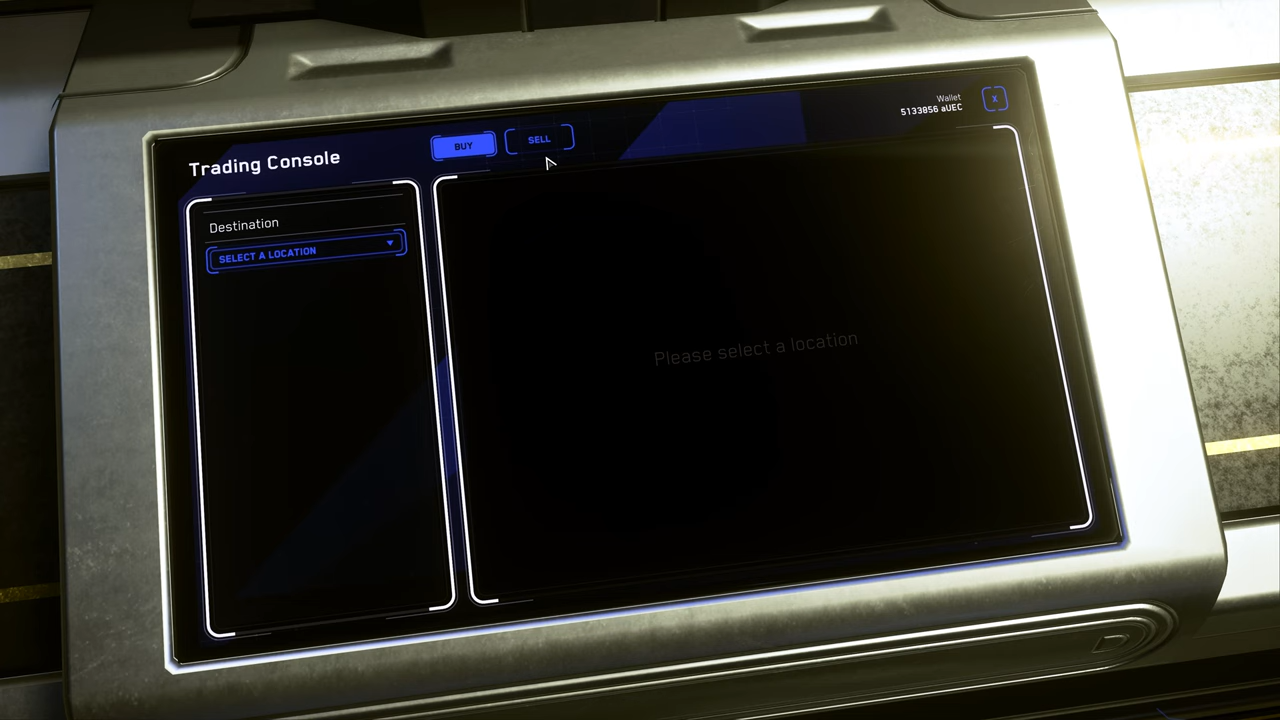 Trading Console
BUY
SELL
Wallet
5133856 aUEC
X
Destination
SELECT A LOCATION
Please select a location